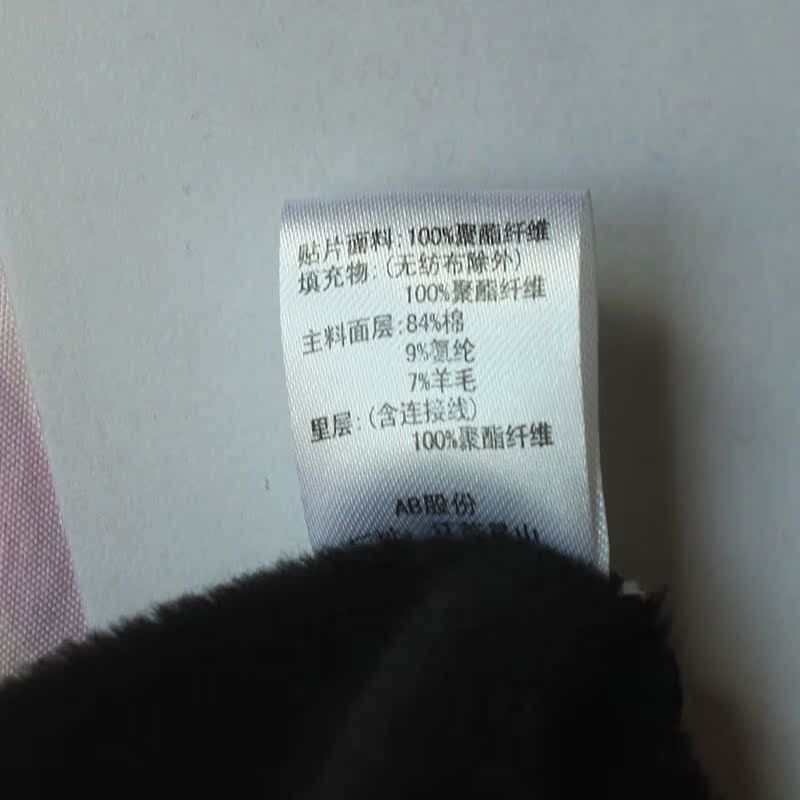 贴片面料:100%聚酯纤维
填充物:(无纺布除外)
100%聚酯纤维
主料面层:84%棉
9%氨纶
7%羊毛
里层:(含连接线)
100%聚酯纤维
AB股份